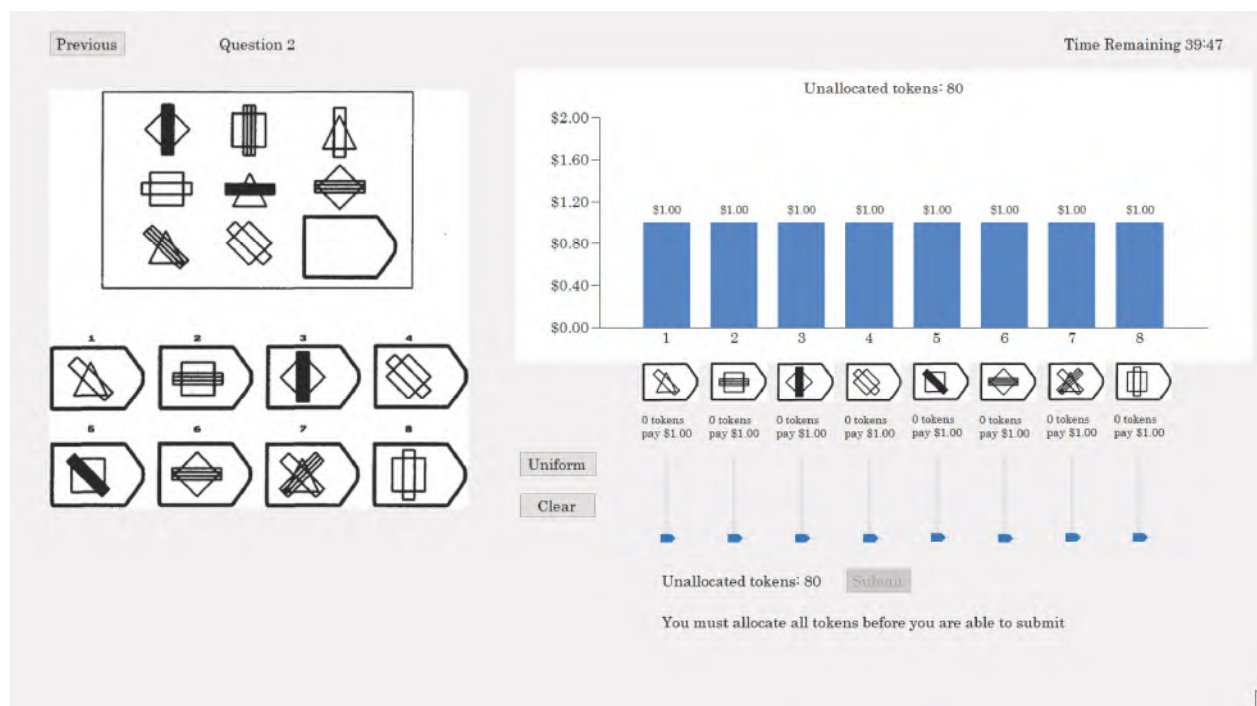 Previous
Question 2
Time Remaining 39:47
Unallocated tokens: 80
$2.00
$1.60
$1.20
$0.80
$0.40
$0.00
$1.00 $1.00 $1.00 $1.00 $1.00 $1.00 $1.00 $1.00
1 2 3 4 5 6 7 8
1 2 3 4
5 6 7 8
0 tokens 0 tokens 0 tokens 0 tokens 0 tokens 0 tokens 0 tokens 0 tokens
pay $1.00 pay $1.00 pay $1.00 pay $1.00 pay $1.00 pay $1.00 pay $1.00 pay $1.00
Uniform
Clear
Unallocated tokens: 80
Submit
You must allocate all tokens before you are able to submit